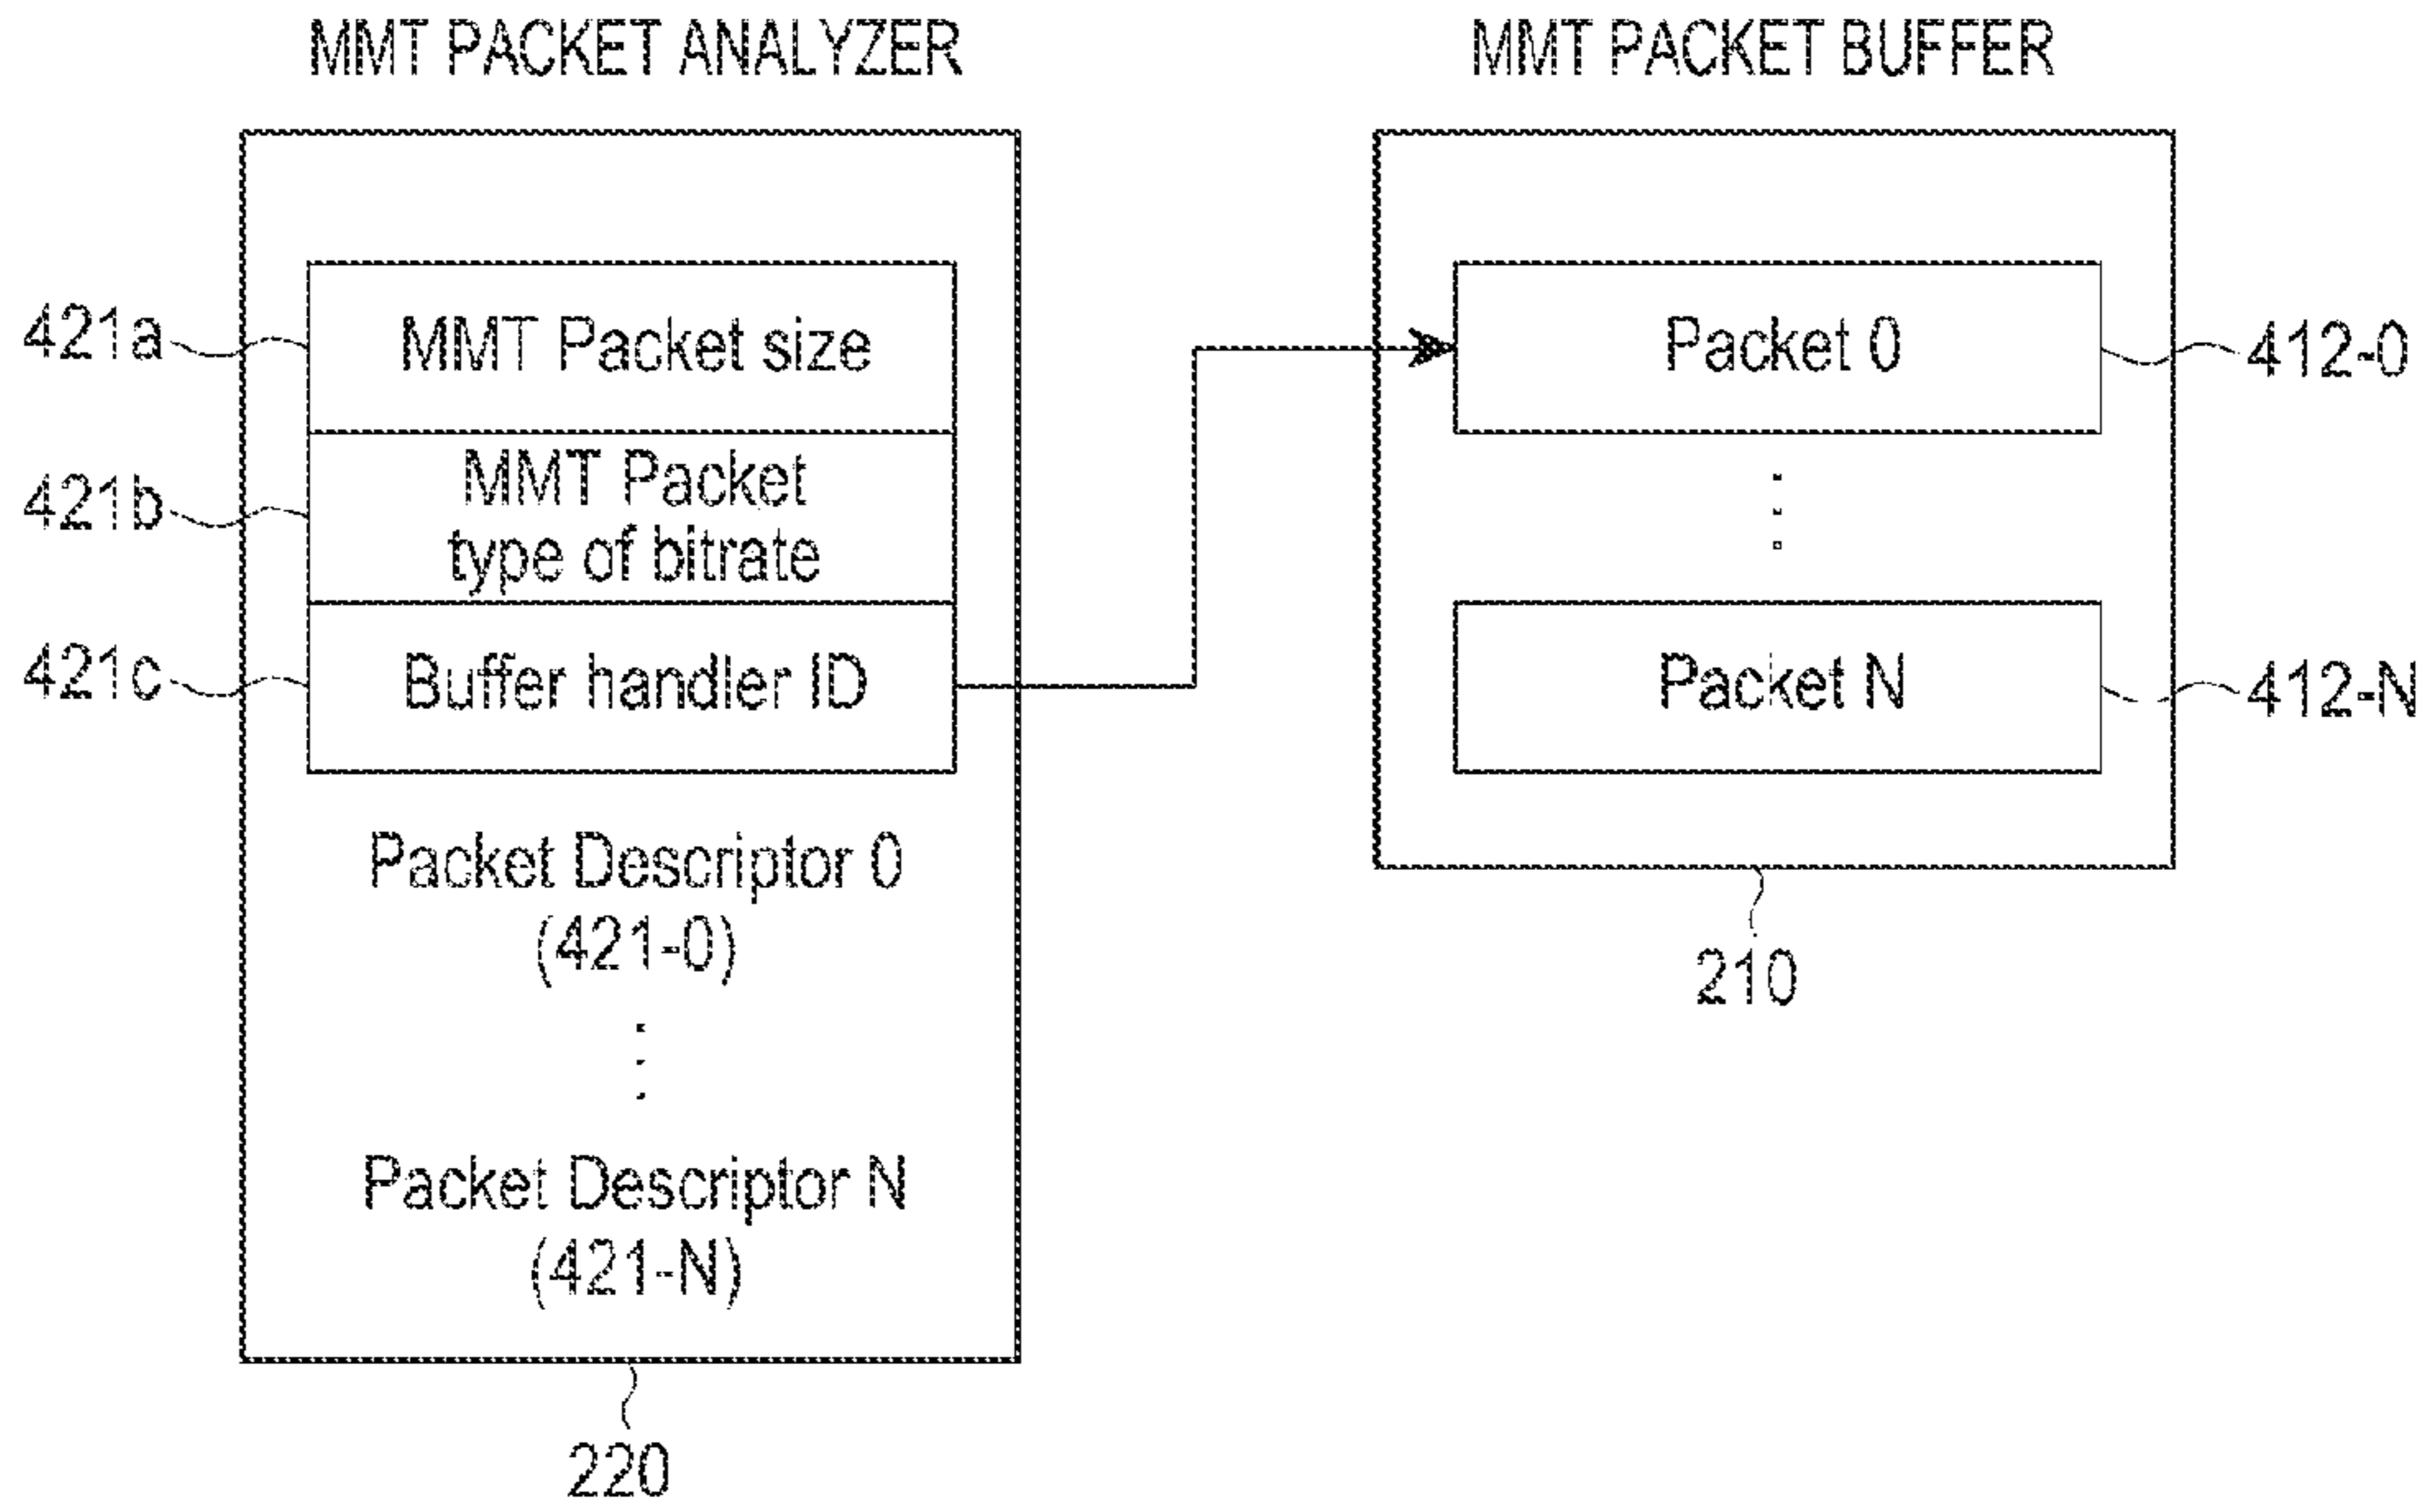 MMT PACKET ANALYZER
MMT PACKET BUFFER
421a
MMT Packet size
421b
MMT Packet
type of bitrate
421c
Buffer handler ID
Packet Descriptor 0
(421-0)
Packet Descriptor N
(421-N)
220
Packet 0
412-0
Packet N
412-N
210